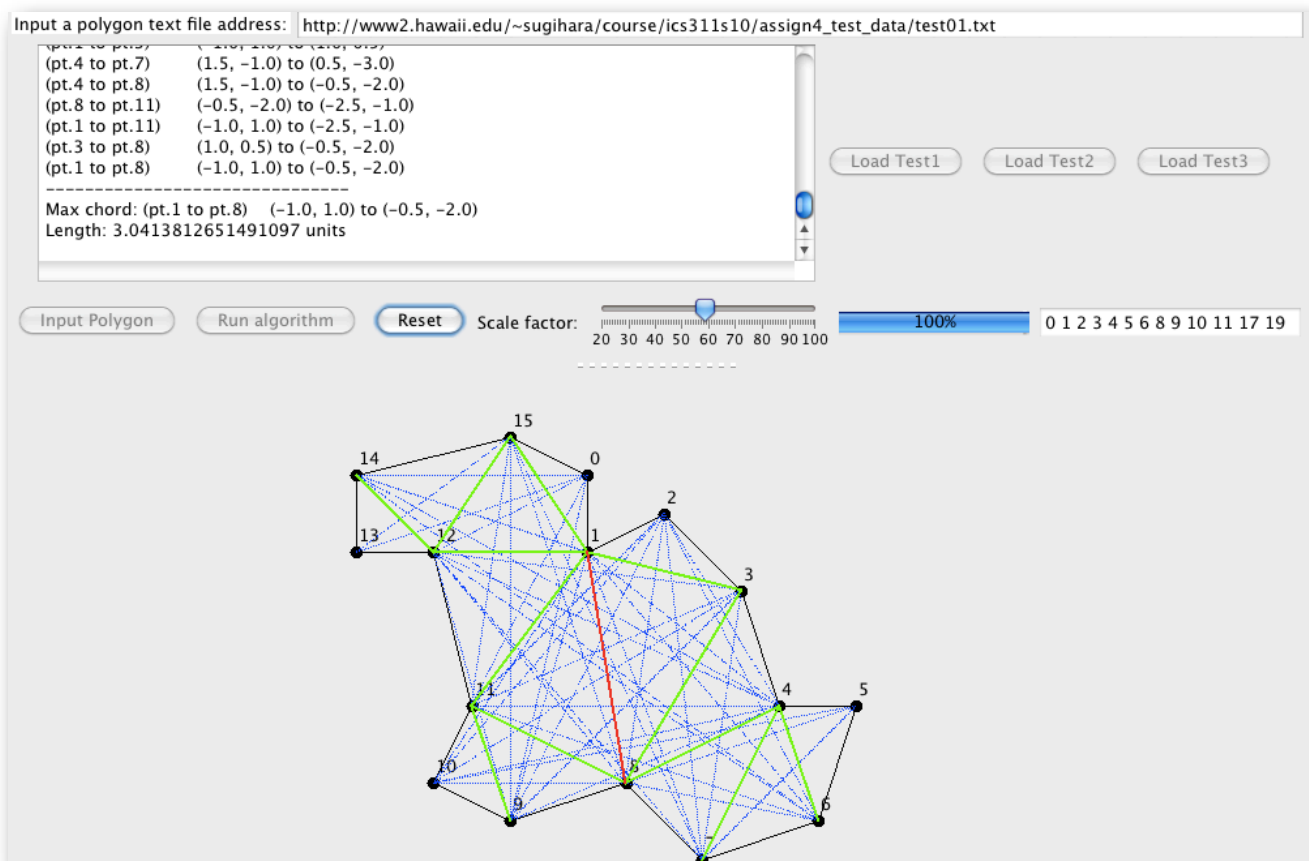 Input a polygon text file address: http://www2.hawaii.edu/~sugihara/course/ics311s10/assign4_test_data/test01.txt
(pt.4 to pt.7) (1.5, -1.0) to (0.5, -3.0)
(pt.4 to pt.8) (1.5, -1.0) to (-0.5, -2.0)
(pt.8 to pt.11) (-0.5, -2.0) to (-2.5, -1.0)
(pt.1 to pt.11) (-1.0, 1.0) to (-2.5, -1.0)
(pt.3 to pt.8) (1.0, 0.5) to (-0.5, -2.0)
(pt.1 to pt.8) (-1.0, 1.0) to (-0.5, -2.0)
--------------------------------
Max chord: (pt.1 to pt.8) (-1.0, 1.0) to (-0.5, -2.0)
Length: 3.0413812651491097 units
Load Test1 Load Test2 Load Test3
Input Polygon Run algorithm Reset Scale factor: 100% 0 1 2 3 4 5 6 8 9 10 11 17 19
20 30 40 50 60 70 80 90 100
15
14 0
2
13 12 1
3
11 4 5
10 8
9 6